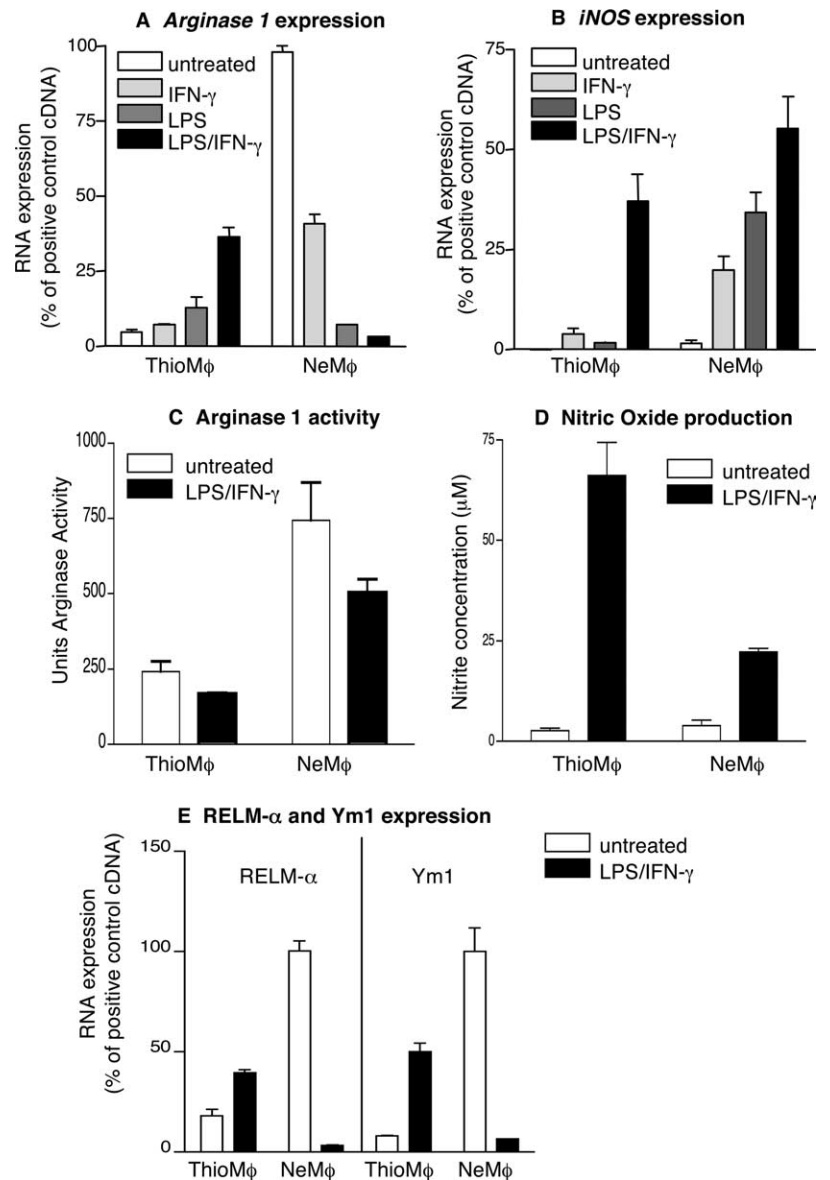 A Arginase 1 expression
RNA expression
(% of positive control cDNA)
100
75
50
25
0
untreated
IFN-γ
LPS
LPS/IFN-γ
ThioMϕ NeMϕ
B iNOS expression
RNA expression
(% of positive control cDNA)
75
50
25
0
untreated
IFN-γ
LPS
LPS/IFN-γ
ThioMϕ NeMϕ
C Arginase 1 activity
Units Arginase Activity
1000
750
500
250
0
untreated
LPS/IFN-γ
ThioMϕ NeMϕ
D Nitric Oxide production
Nitrite concentration (μM)
75
50
25
0
untreated
LPS/IFN-γ
ThioMϕ NeMϕ
E RELM-α and Ym1 expression
RNA expression
(% of positive control cDNA)
150
100
50
0
RELM-α Ym1
untreated
LPS/IFN-γ
ThioMϕ NeMϕ ThioMϕ NeMϕ